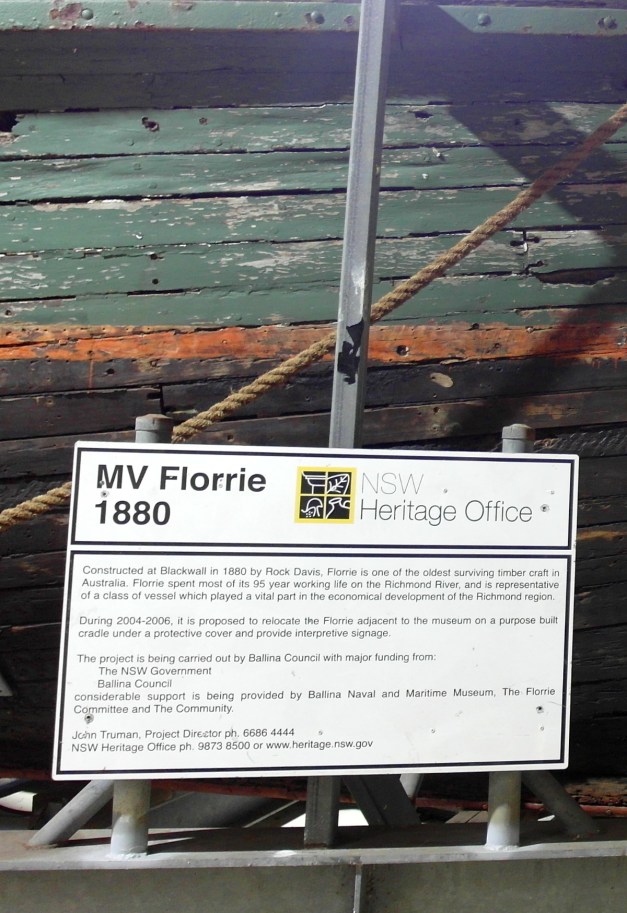 MV Florrie
1880
NSW
Heritage Office
Constructed at Blackwall in 1880 by Rock Davis, Florrie is one of the oldest surviving timber craft in
Australia. Florrie spent most of its 95 year working life on the Richmond River, and is representative
of a class of vessel which played a vital part in the economical development of the Richmond region.
During 2004-2006, it is proposed to relocate the Florrie adjacent to the museum on a purpose built
cradle under a protective cover and provide interpretive signage.
The project is being carried out by Ballina Council with major funding from:
The NSW Government
Ballina Council
considerable support is being provided by Ballina Naval and Maritime Museum, The Florrie
Committee and The Community.
John Truman, Project Director ph. 6686 4444
NSW Heritage Office ph. 9873 8500 or www.heritage.nsw.gov